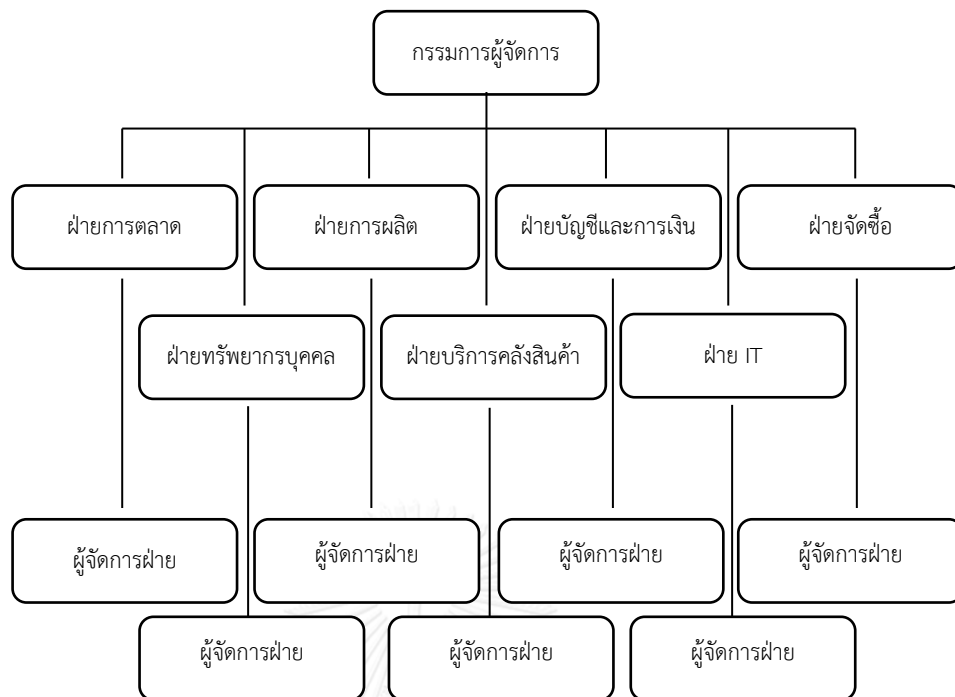 กรรมการผู้จัดการ
ฝ่ายการตลาด
ฝ่ายการผลิต
ฝ่ายบัญชีและการเงิน
ฝ่ายจัดซื้อ
ฝ่ายทรัพยากรบุคคล
ฝ่ายบริการคลังสินค้า
ฝ่าย IT
ผู้จัดการฝ่าย
ผู้จัดการฝ่าย
ผู้จัดการฝ่าย
ผู้จัดการฝ่าย
ผู้จัดการฝ่าย
ผู้จัดการฝ่าย
ผู้จัดการฝ่าย